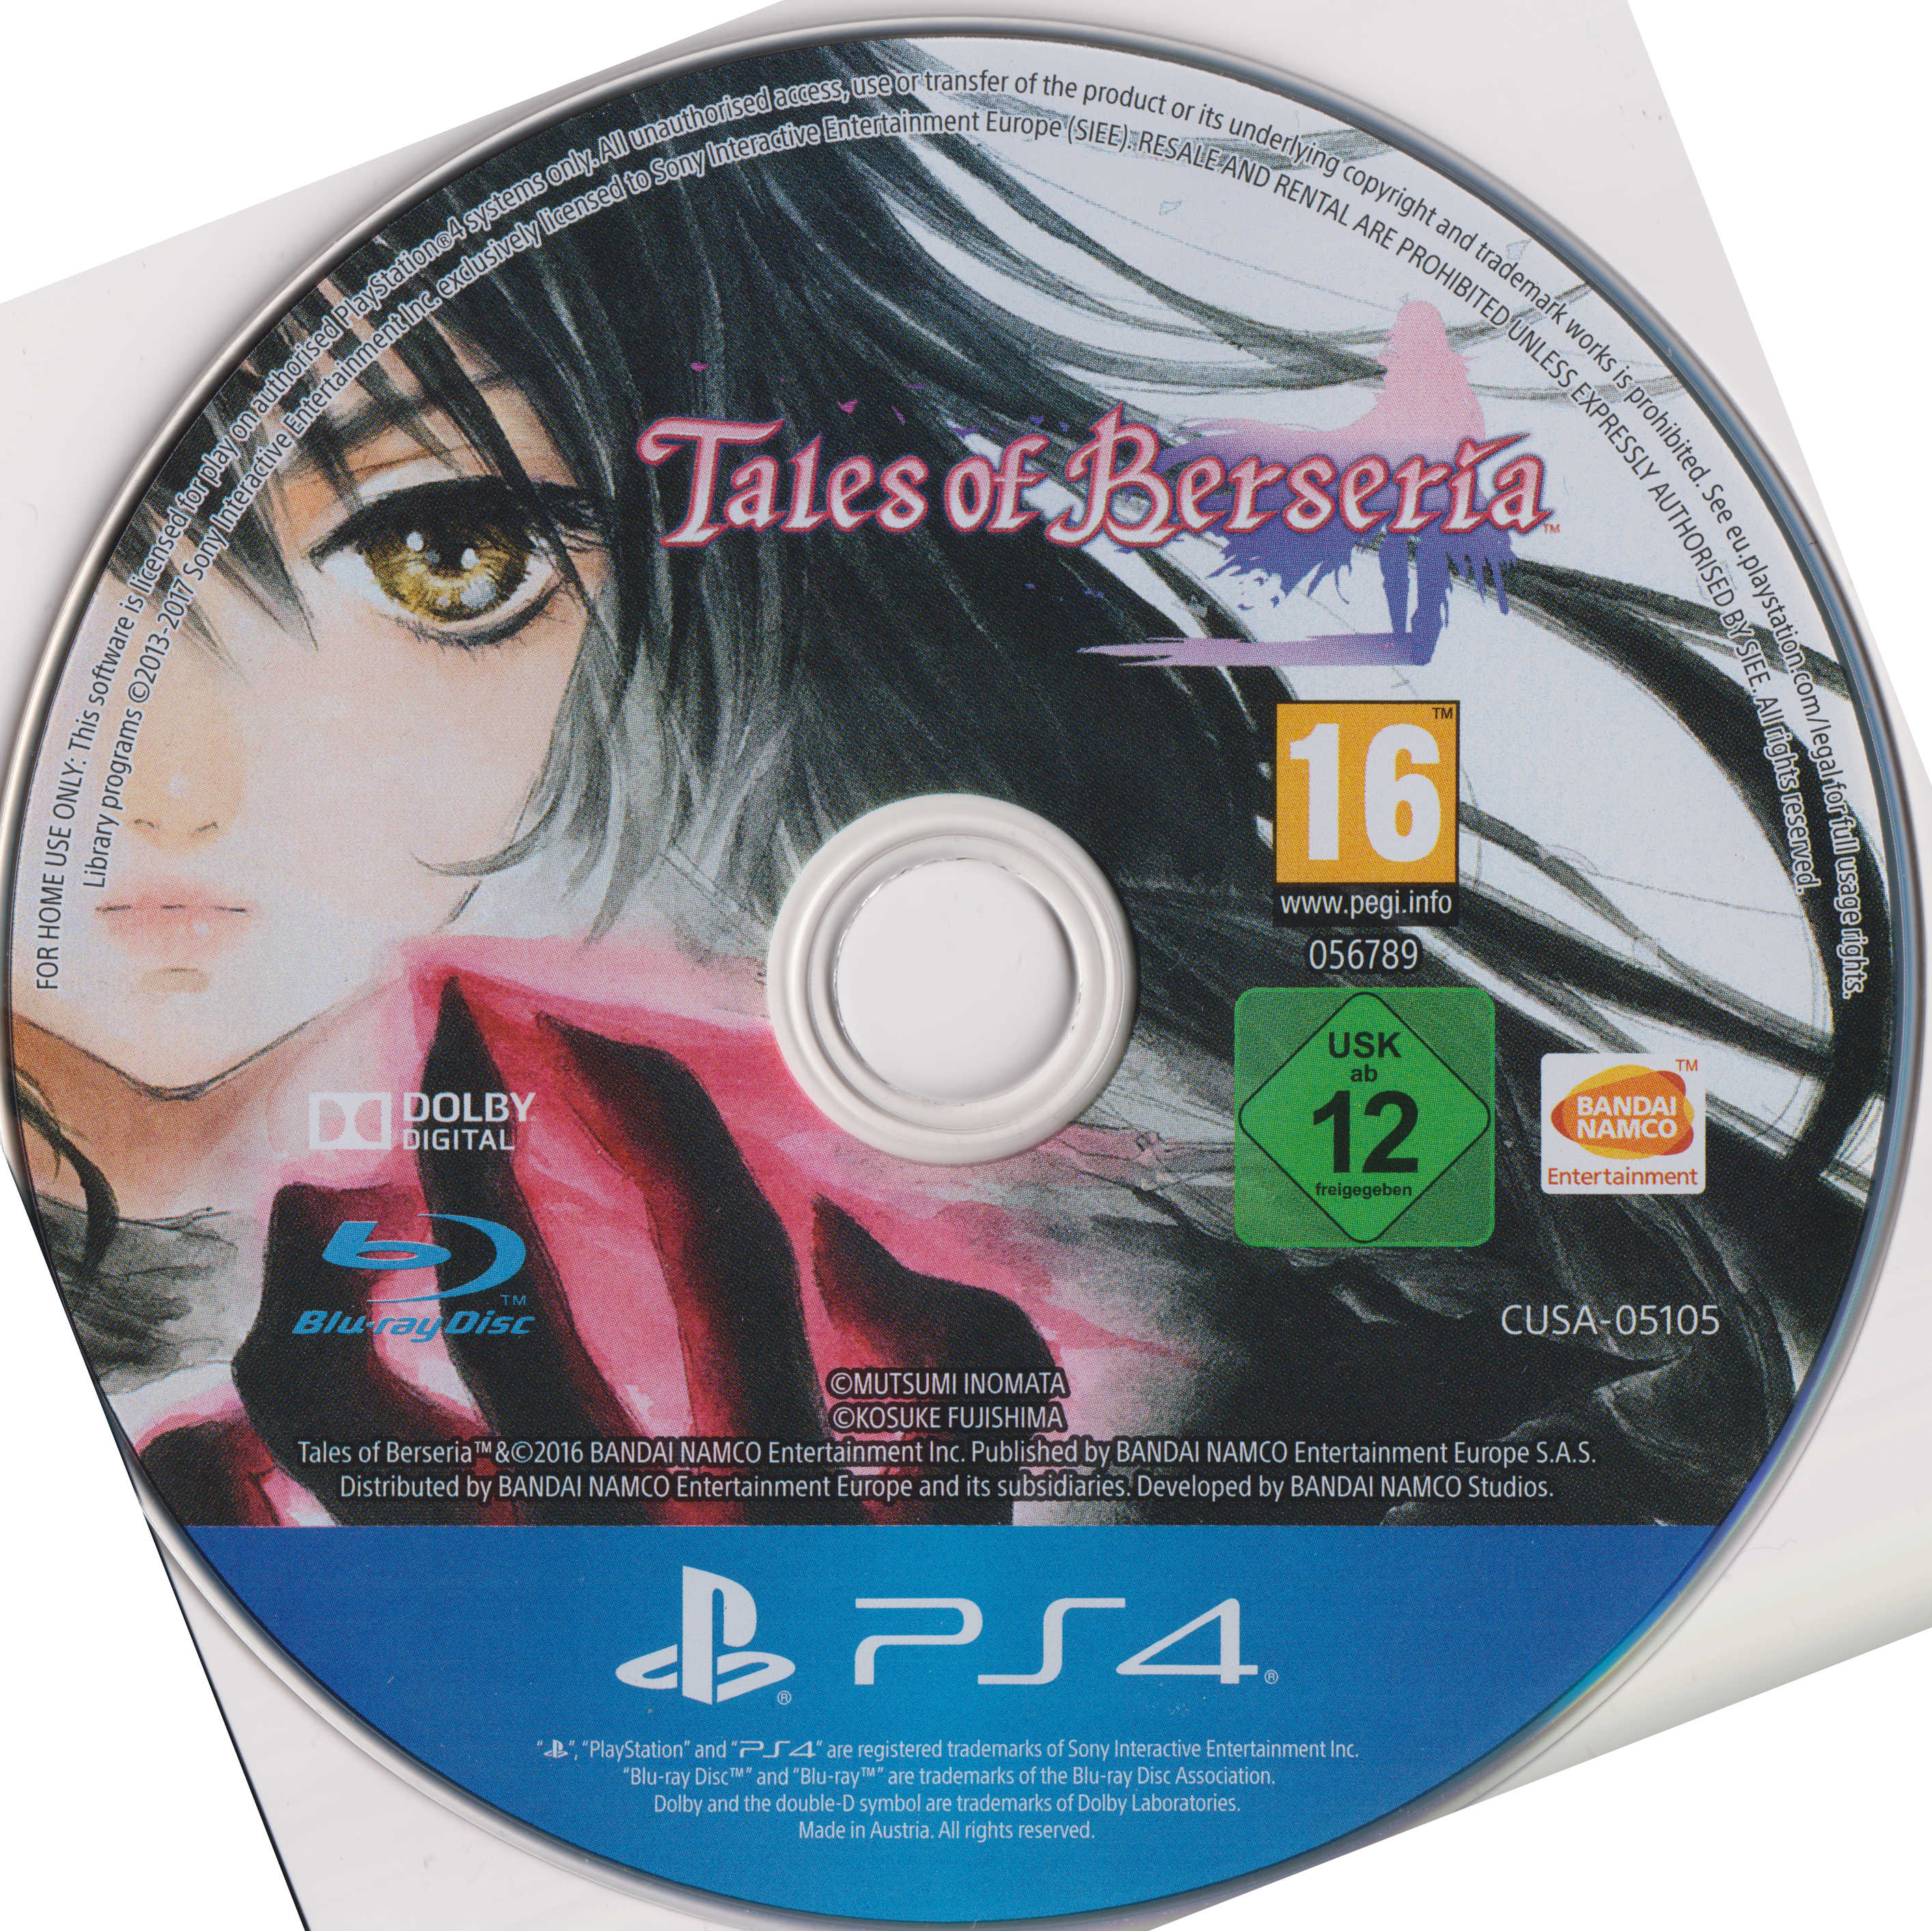 FOR HOME USE ONLY: This software is licensed for play on authorised PlayStation®4 systems only. All unauthorised access, use or transfer of the product or its underlying copyright and trademark works is prohibited. See eu.playstation.com/legal for full usage rights.
Library programs ©2013-2017 Sony Interactive Entertainment Inc. exclusively licensed to Sony Interactive Entertainment Europe (SIEE). RESALE AND RENTAL ARE PROHIBITED UNLESS EXPRESSLY AUTHORISED BY SIEE. All rights reserved.
Tales of Berseria™
16™
www.pegi.info
056789
USK
ab
12
freigegeben
BANDAI™
NAMCO
Entertainment
DOLBY
DIGITAL
Blu-ray Disc™
CUSA-05105
©MUTSUMI INOMATA
©KOSUKE FUJISHIMA
Tales of Berseria™&©2016 BANDAI NAMCO Entertainment Inc. Published by BANDAI NAMCO Entertainment Europe S.A.S.
Distributed by BANDAI NAMCO Entertainment Europe and its subsidiaries. Developed by BANDAI NAMCO Studios.
® PS4®
“PS”, “PlayStation” and “PS4” are registered trademarks of Sony Interactive Entertainment Inc.
“Blu-ray Disc™” and “Blu-ray™” are trademarks of the Blu-ray Disc Association.
Dolby and the double-D symbol are trademarks of Dolby Laboratories.
Made in Austria. All rights reserved.